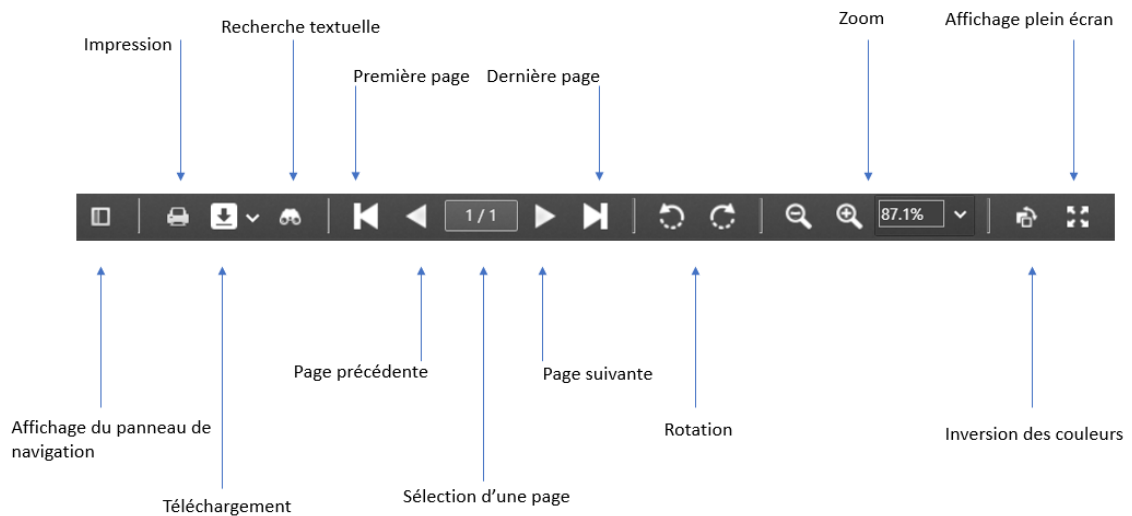 Zoom
Affichage plein écran
Recherche textuelle
Impression
Première page
Dernière page
1 / 1
87.1%
Page précédente
Page suivante
Affichage du panneau de
navigation
Rotation
Inversion des couleurs
Téléchargement
Sélection d’une page